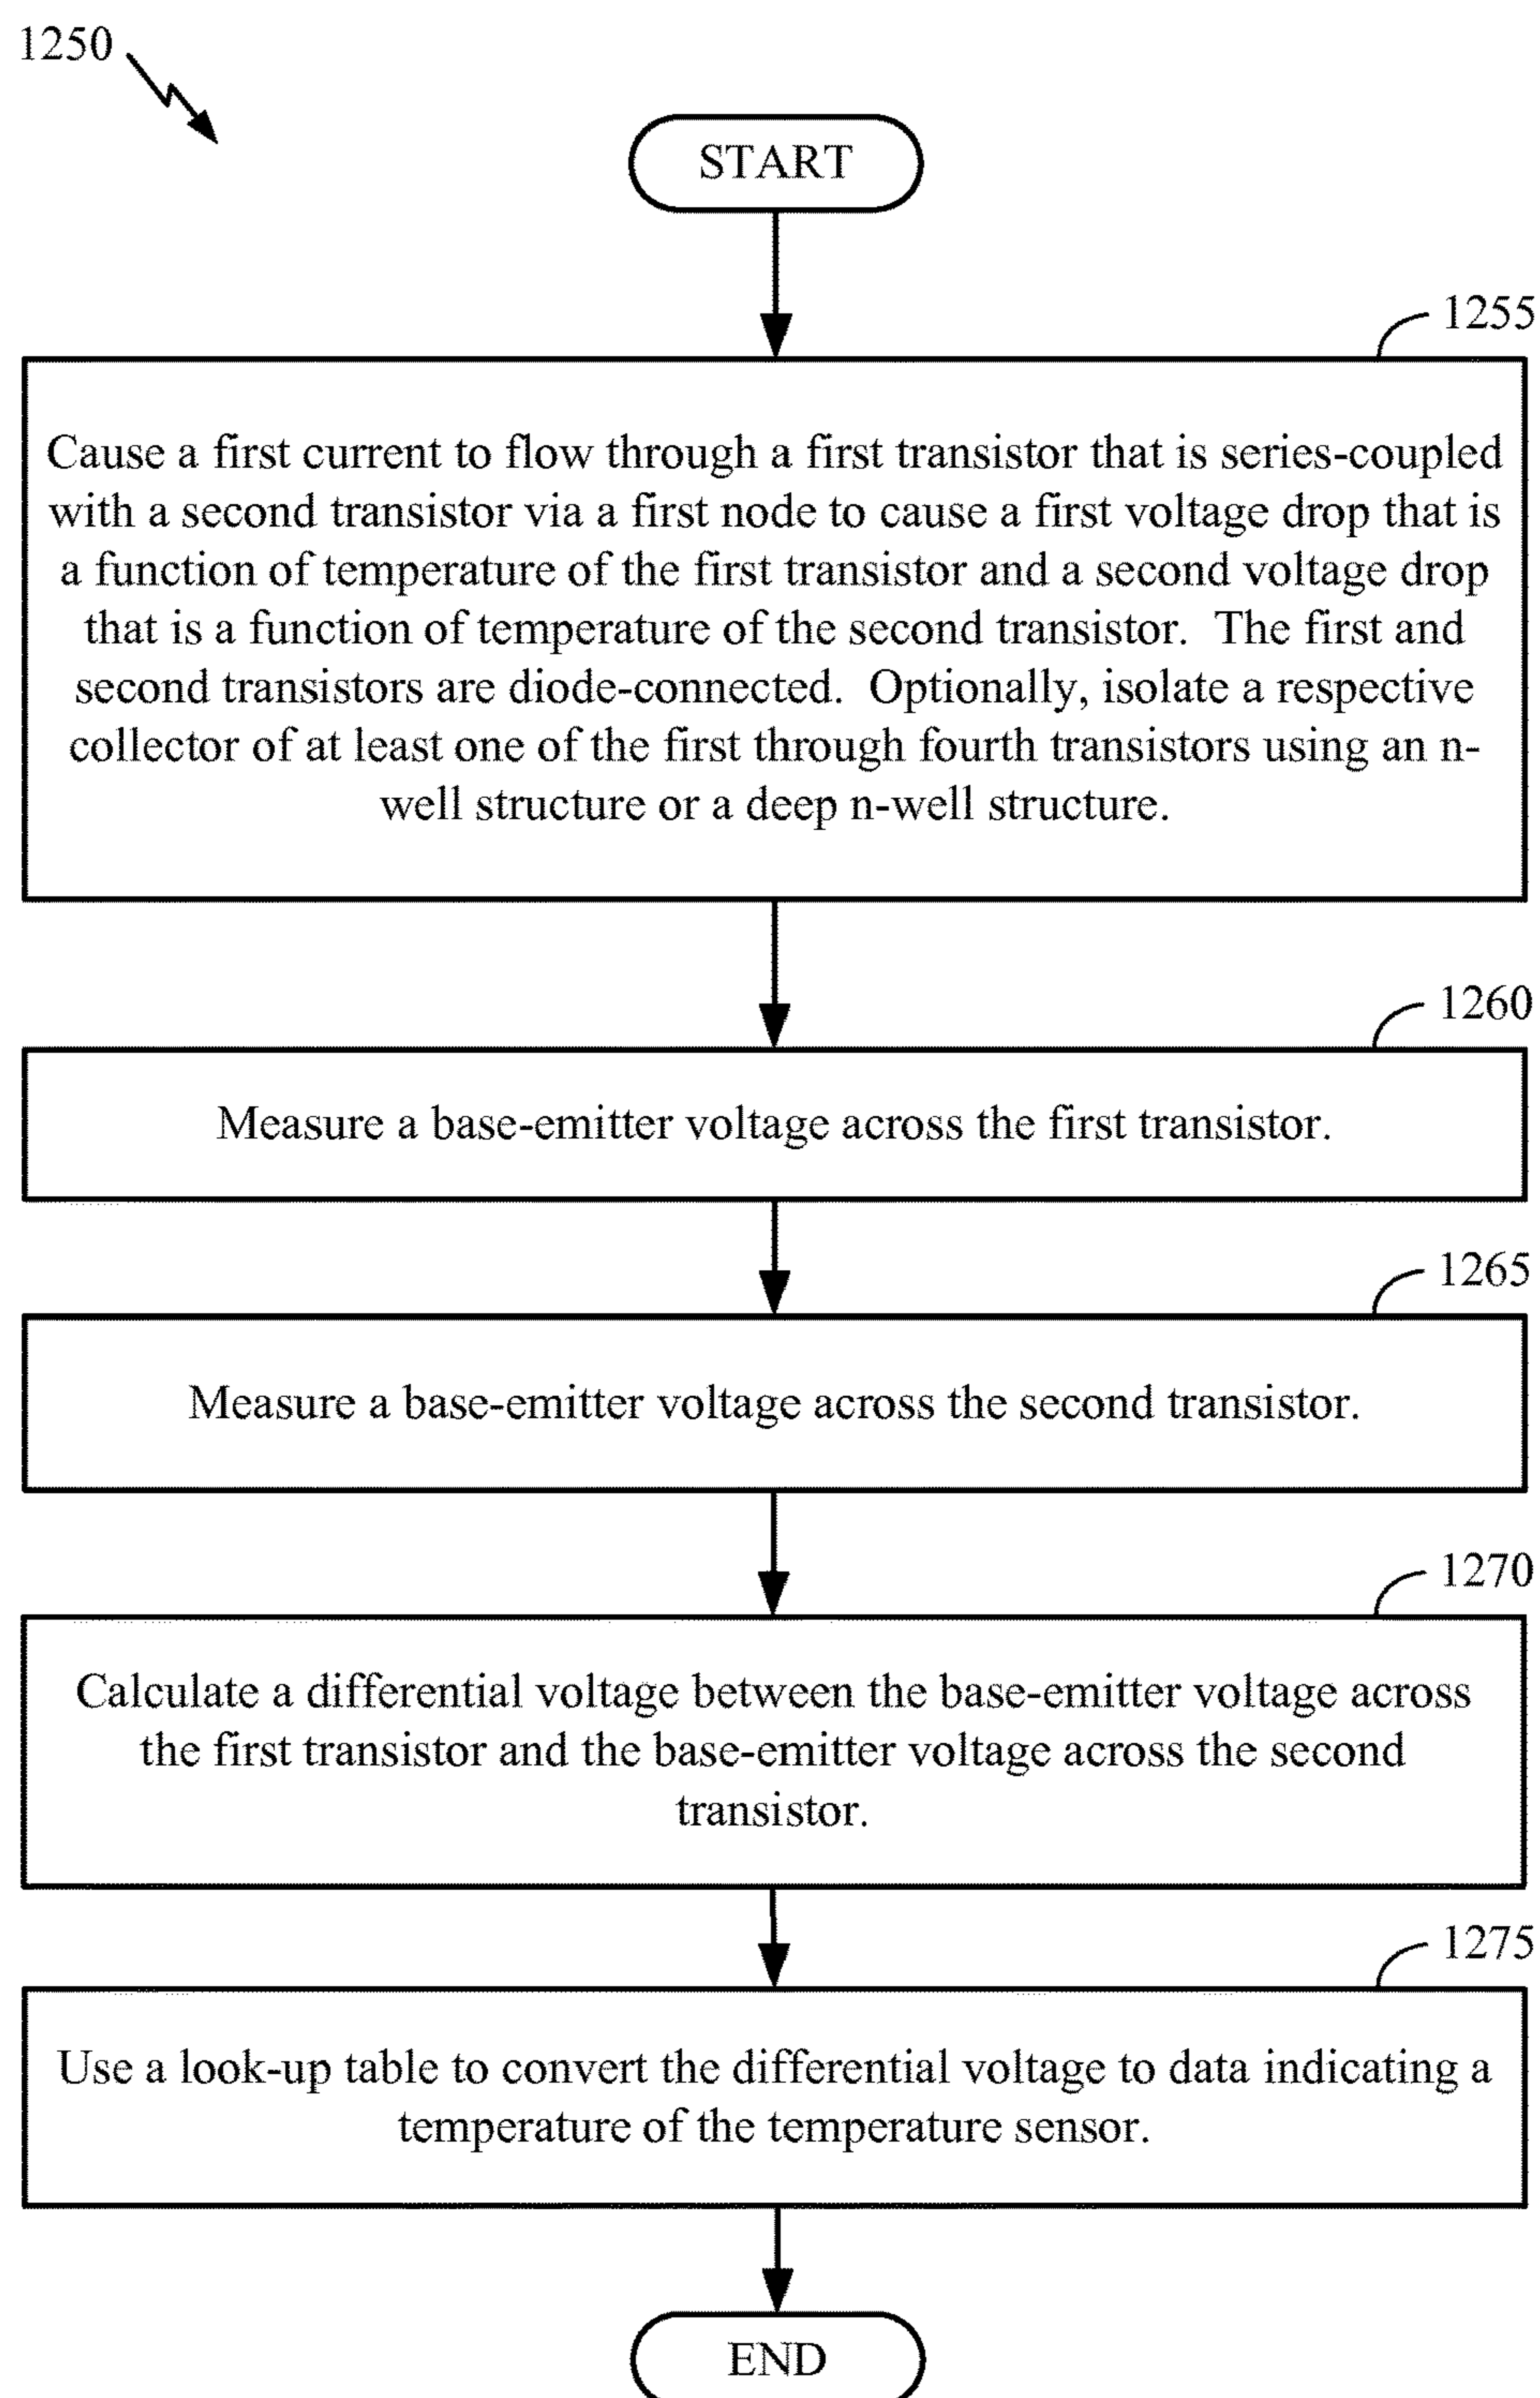 1250
START
1255
Cause a first current to flow through a first transistor that is series-coupled
with a second transistor via a first node to cause a first voltage drop that is
a function of temperature of the first transistor and a second voltage drop
that is a function of temperature of the second transistor.  The first and
second transistors are diode-connected.  Optionally, isolate a respective
collector of at least one of the first through fourth transistors using an n-
well structure or a deep n-well structure.
1260
Measure a base-emitter voltage across the first transistor.
1265
Measure a base-emitter voltage across the second transistor.
1270
Calculate a differential voltage between the base-emitter voltage across
the first transistor and the base-emitter voltage across the second
transistor.
1275
Use a look-up table to convert the differential voltage to data indicating a
temperature of the temperature sensor.
END